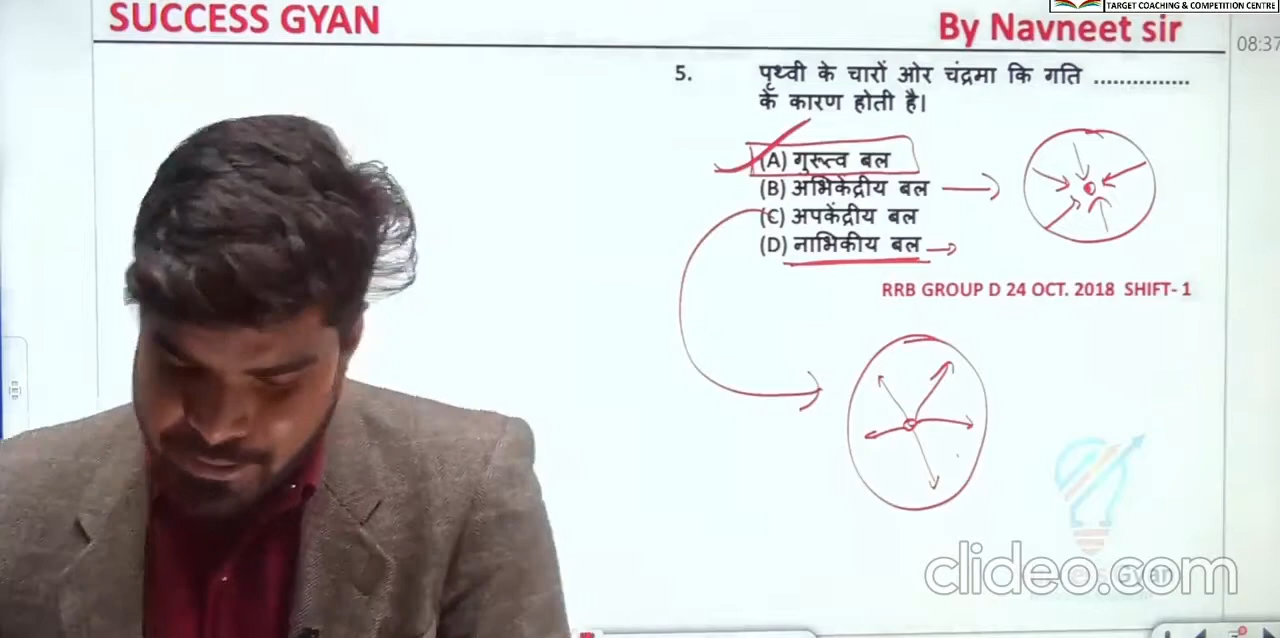 SUCCESS GYAN
TARGET COACHING & COMPETITION CENTRE
By Navneet sir
08:37
5. पृथ्वी के चारों ओर चंद्रमा कि गति ...............
के कारण होती है।
(A) गुरुत्व बल
(B) अभिकेंद्रीय बल
(C) अपकेंद्रीय बल
(D) नाभिकीय बल
RRB GROUP D 24 OCT. 2018 SHIFT- 1
clideo.com
Gyan